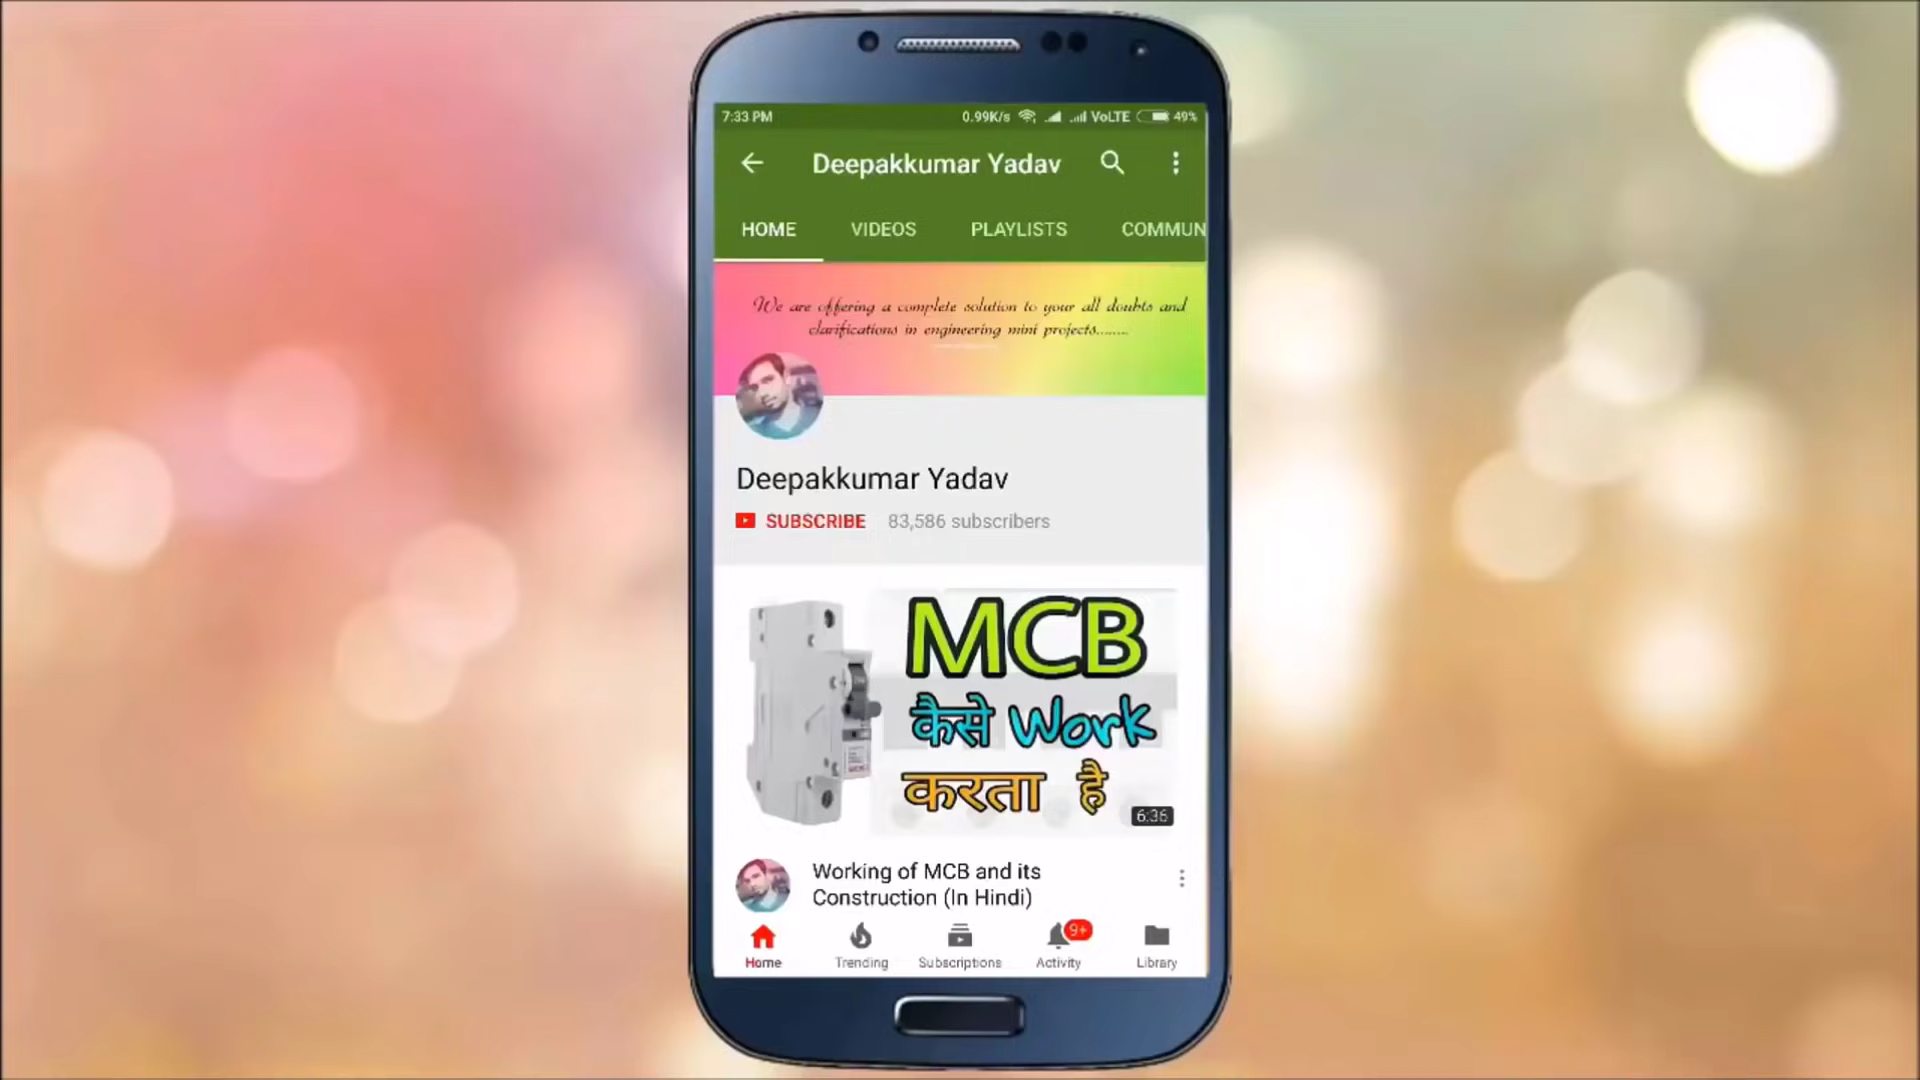 7:33 PM 0.99K/s VoLTE 49%
Deepakkumar Yadav
HOME VIDEOS PLAYLISTS COMMUN
We are offering a complete solution to your all doubts and
clarifications in engineering mini projects........
Deepakkumar Yadav
SUBSCRIBE 83,586 subscribers
MCB
कैसे Work
करता है
6:36
Working of MCB and its
Construction (In Hindi)
9+
Home Trending Subscriptions Activity Library